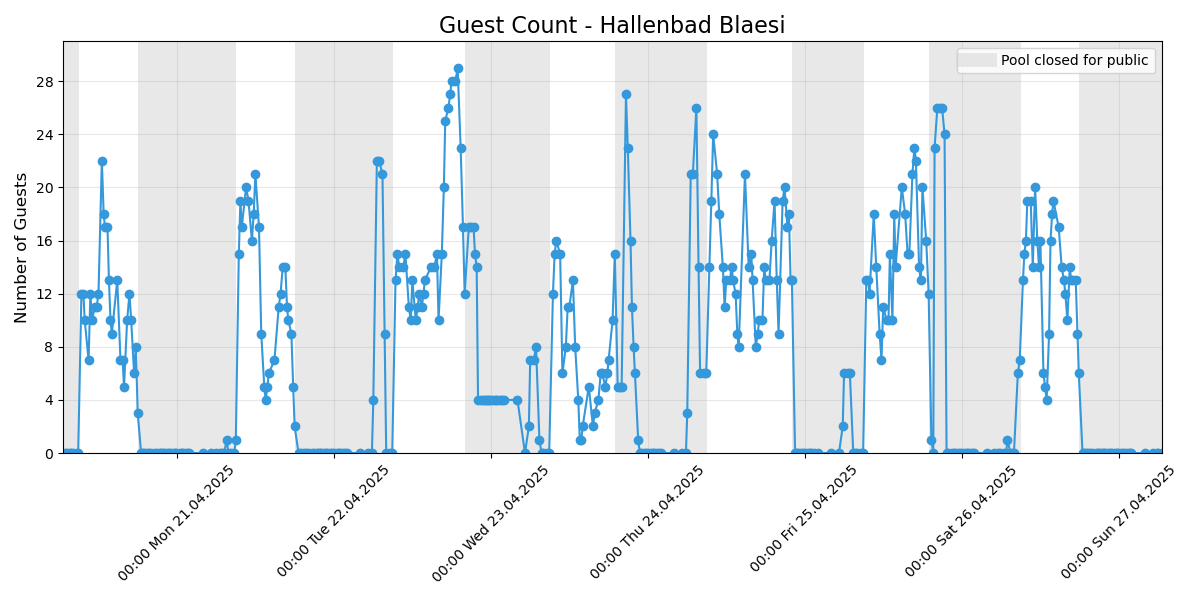 Guest Count - Hallenbad Blaesi
Pool closed for public
Number of Guests
28
24
20
16
12
8
4
0
00:00 Mon 21.04.2025
00:00 Tue 22.04.2025
00:00 Wed 23.04.2025
00:00 Thu 24.04.2025
00:00 Fri 25.04.2025
00:00 Sat 26.04.2025
00:00 Sun 27.04.2025